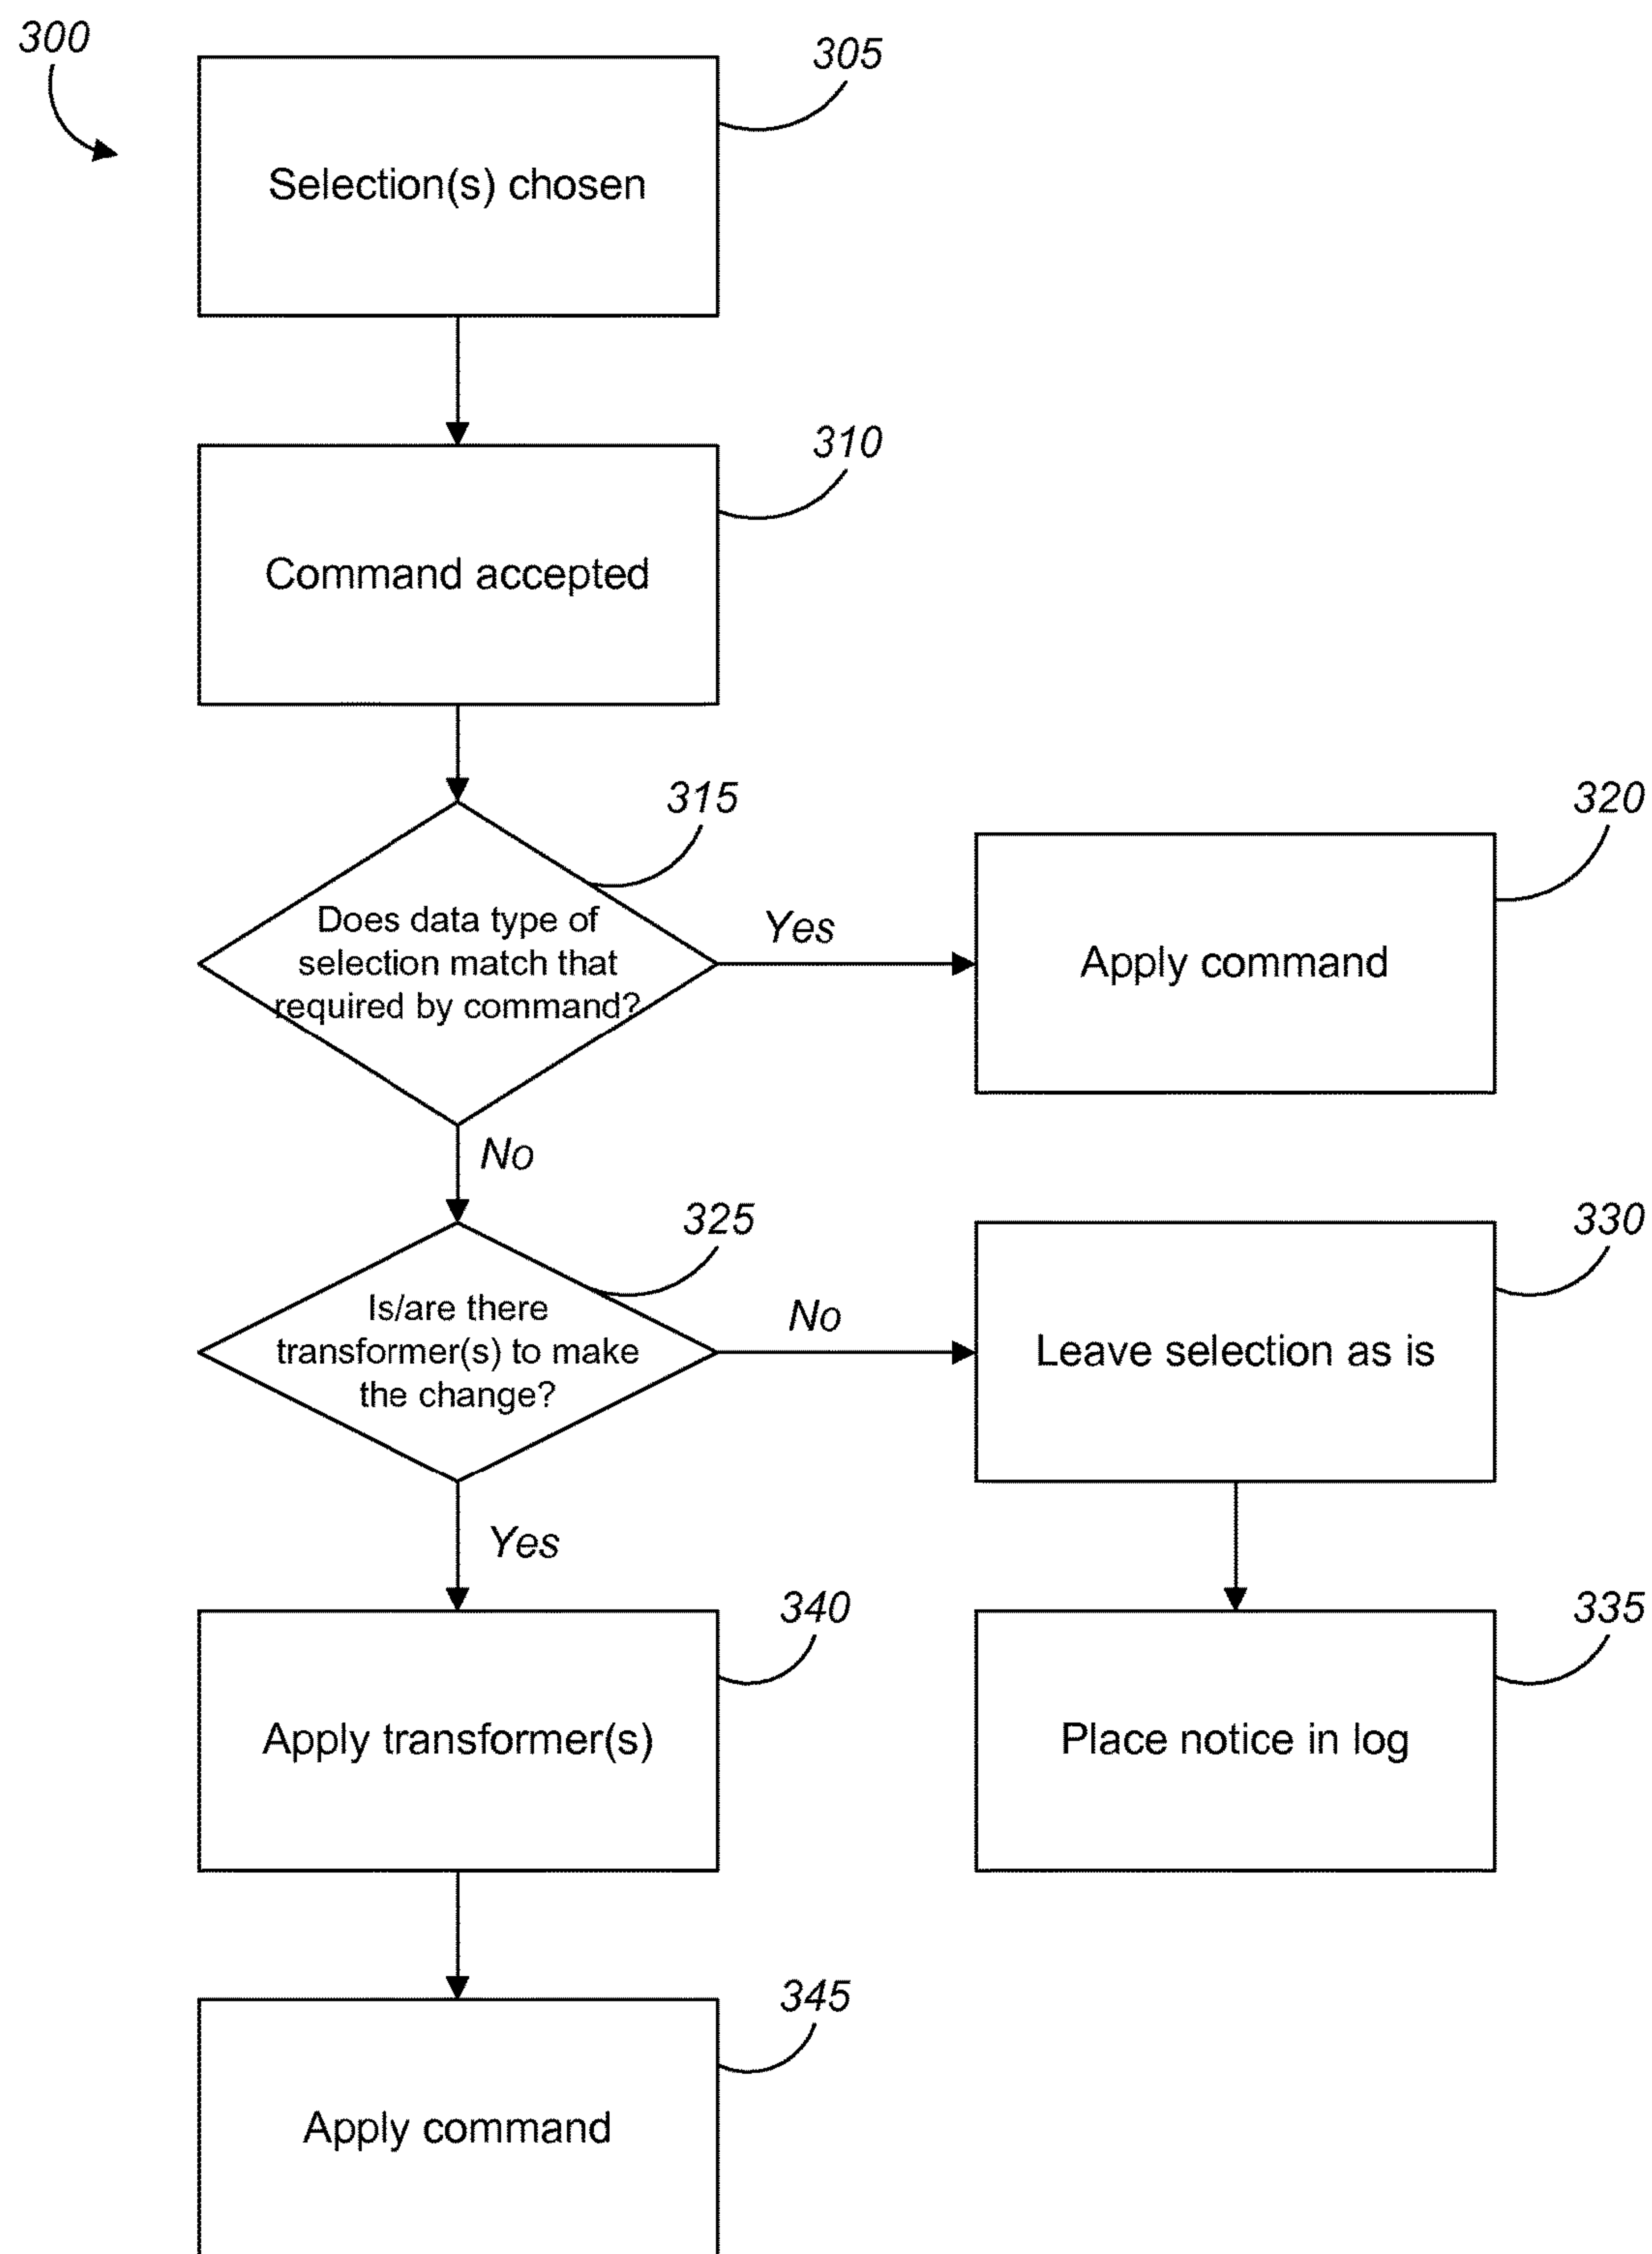 300
305
Selection(s) chosen
310
Command accepted
315
320
Does data type of
selection match that
required by command?
Yes
Apply command
No
325
330
Is/are there
transformer(s) to make
the change?
No
Leave selection as is
Yes
340
335
Apply transformer(s)
Place notice in log
345
Apply command